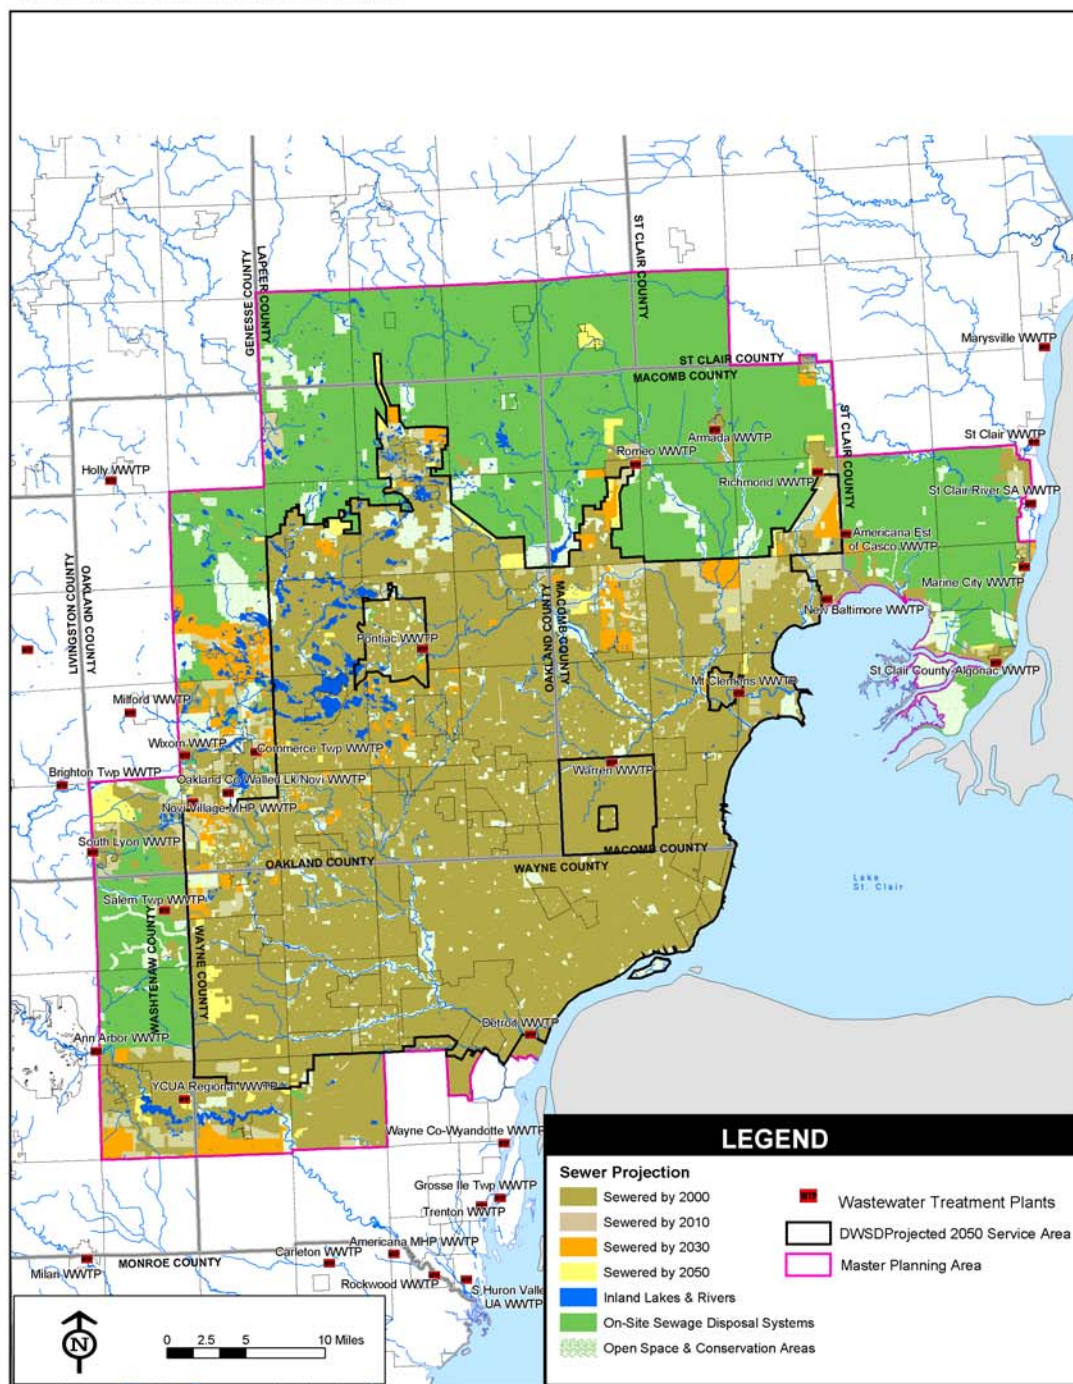 GENESSE COUNTY
LAPEER COUNTY
ST CLAIR COUNTY
ST CLAIR COUNTY
MACOMB COUNTY
Marysville WWTP
ST CLAIR COUNTY
St Clair WWTP
Armada WWTP
Romeo WWTP
Holly WWTP
Richmond WWTP
St Clair River SA WWTP
Americana Est
of Casco WWTP
Marine City WWTP
New Baltimore WWTP
LIVINGSTON COUNTY
OAKLAND COUNTY
OAKLAND COUNTY
MACOMB COUNTY
Pontiac WWTP
St Clair County-Algonac WWTP
Mt Clemens WWTP
Milford WWTP
Wixom WWTP
Commerce Twp WWTP
Brighton Twp WWTP
Oakland Co-Walled Lk/Novi WWTP
Warren WWTP
Novi Village MHP WWTP
South Lyon WWTP
OAKLAND COUNTY
MACOMB COUNTY
WAYNE COUNTY
Lake
St. Clair
Salem Twp WWTP
WASHTENAW COUNTY
WAYNE COUNTY
Detroit WWTP
Ann Arbor WWTP
YCUA Regional WWTP
Wayne Co-Wyandotte WWTP
Grosse Ile Twp WWTP
Trenton WWTP
Americana MHP WWTP
Carleton WWTP
MONROE COUNTY
Milan WWTP
Rockwood WWTP
S Huron Valle
UA WWTP
LEGEND
Sewer Projection
Sewered by 2000
Sewered by 2010
Sewered by 2030
Sewered by 2050
Inland Lakes & Rivers
On-Site Sewage Disposal Systems
Open Space & Conservation Areas
WTP Wastewater Treatment Plants
DWSDProjected 2050 Service Area
Master Planning Area
N
0 2.5 5 10 Miles